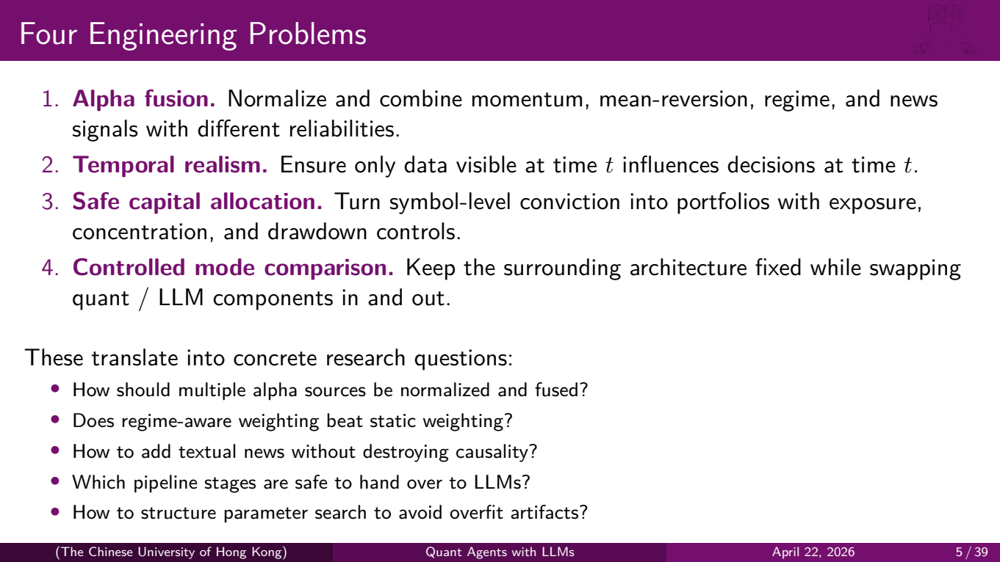 Four Engineering Problems
1. Alpha fusion. Normalize and combine momentum, mean-reversion, regime, and news
signals with different reliabilities.
2. Temporal realism. Ensure only data visible at time t influences decisions at time t.
3. Safe capital allocation. Turn symbol-level conviction into portfolios with exposure,
concentration, and drawdown controls.
4. Controlled mode comparison. Keep the surrounding architecture fixed while swapping
quant / LLM components in and out.
These translate into concrete research questions:
• How should multiple alpha sources be normalized and fused?
• Does regime-aware weighting beat static weighting?
• How to add textual news without destroying causality?
• Which pipeline stages are safe to hand over to LLMs?
• How to structure parameter search to avoid overfit artifacts?
(The Chinese University of Hong Kong) Quant Agents with LLMs April 22, 2026 5 / 39